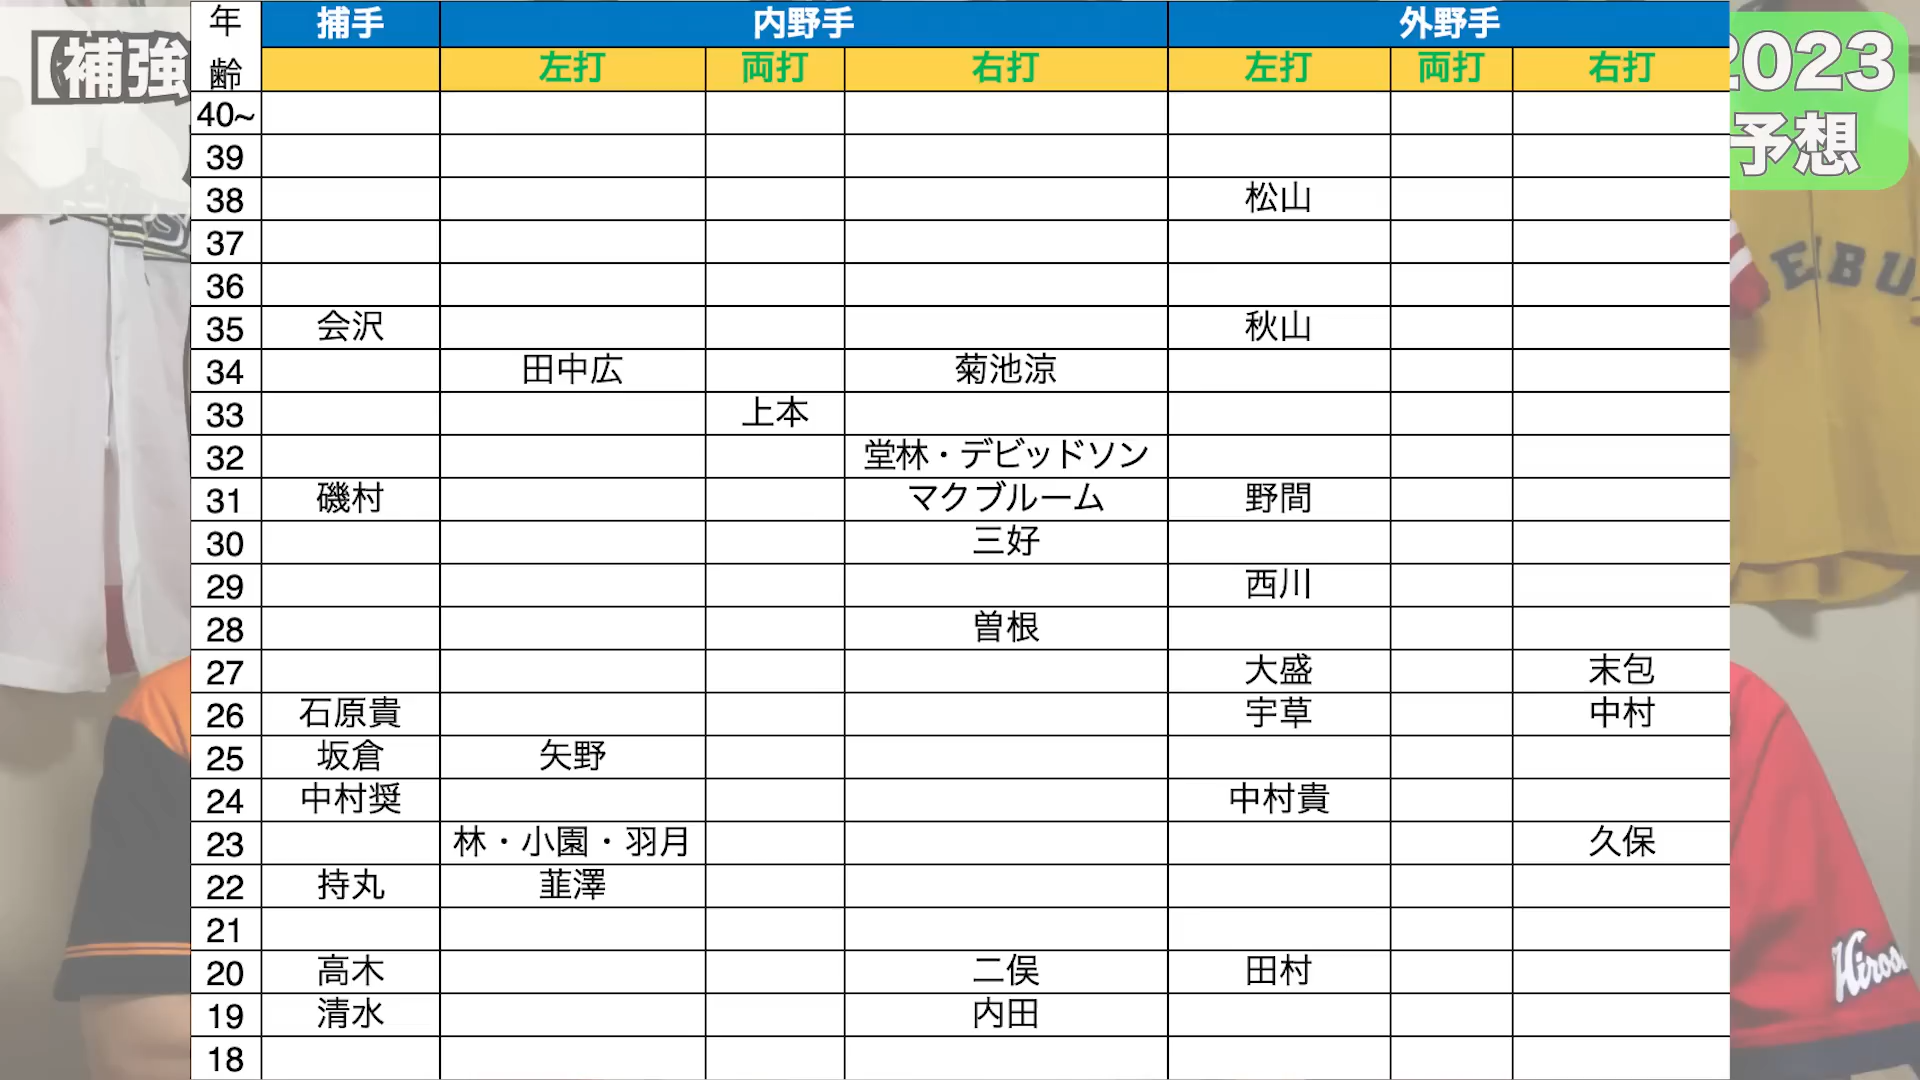 【補強
2023
予想
年齢 捕手 内野手 外野手
左打 両打 右打 左打 両打 右打
40~
39
38 松山
37
36
35 会沢 秋山
34 田中広 菊池涼
33 上本
32 堂林・デビッドソン
31 磯村 マクブルーム 野間
30 三好
29 西川
28 曽根
27 大盛 末包
26 石原貴 宇草 中村
25 坂倉 矢野
24 中村奨 中村貴
23 林・小園・羽月 久保
22 持丸 韮澤
21
20 高木 二俣 田村
19 清水 内田
18
EBU
Hiros